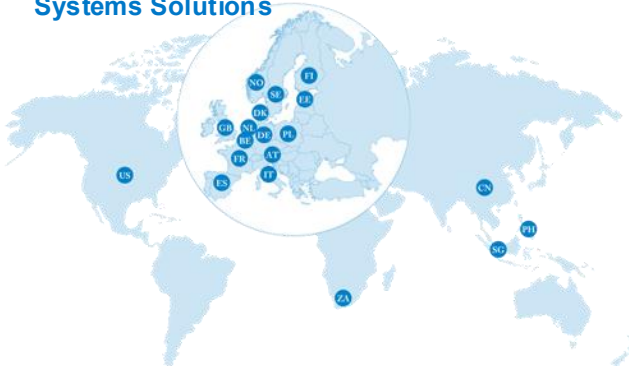 Systems Solutions
NO
FI
SE
EE
DK
GB
NL
DE
PL
BE
FR
AT
IT
ES
US
CN
PH
SG
ZA